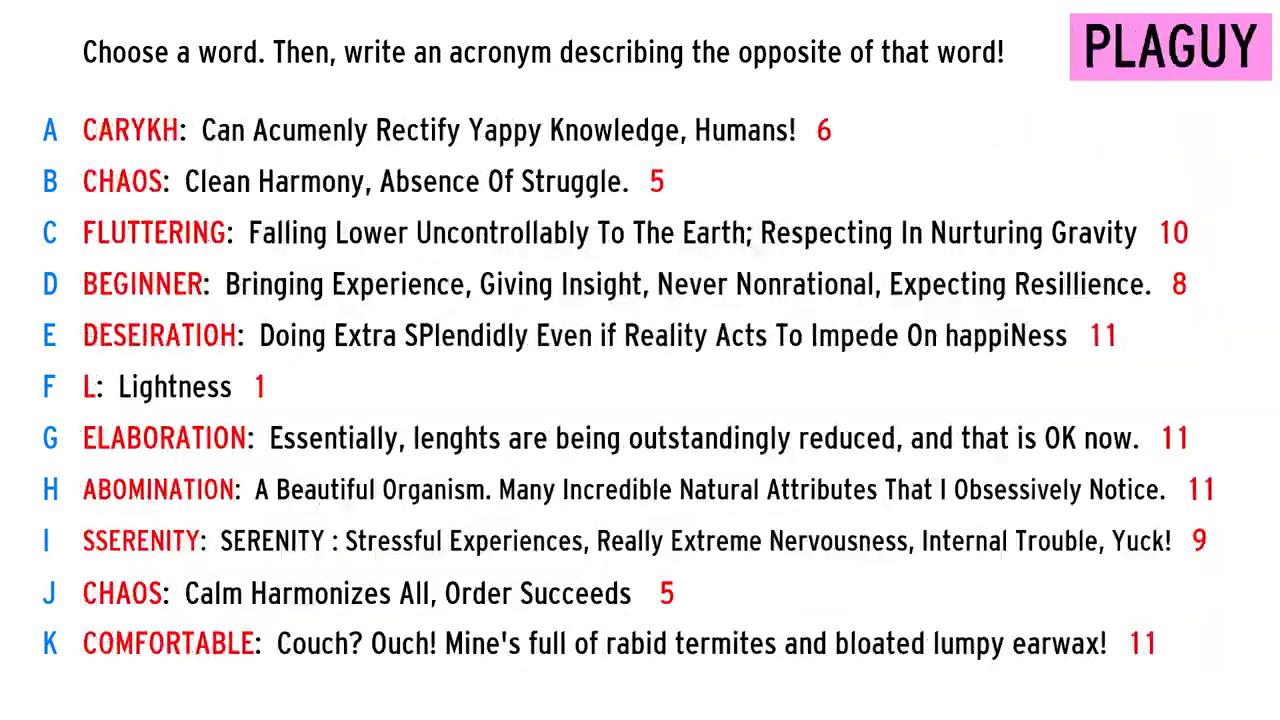 Choose a word. Then, write an acronym describing the opposite of that word!
PLAGUY
A CARYKH: Can Acumenly Rectify Yappy Knowledge, Humans! 6
B CHAOS: Clean Harmony, Absence Of Struggle. 5
C FLUTTERING: Falling Lower Uncontrollably To The Earth; Respecting In Nurturing Gravity 10
D BEGINNER: Bringing Experience, Giving Insight, Never Nonrational, Expecting Resillience. 8
E DESEIRATIOH: Doing Extra SPlendidly Even if Reality Acts To Impede On happiNess 11
F L: Lightness 1
G ELABORATION: Essentially, lenghts are being outstandingly reduced, and that is OK now. 11
H ABOMINATION: A Beautiful Organism. Many Incredible Natural Attributes That I Obsessively Notice. 11
I SSERENITY: SERENITY : Stressful Experiences, Really Extreme Nervousness, Internal Trouble, Yuck! 9
J CHAOS: Calm Harmonizes All, Order Succeeds 5
K COMFORTABLE: Couch? Ouch! Mine's full of rabid termites and bloated lumpy earwax! 11